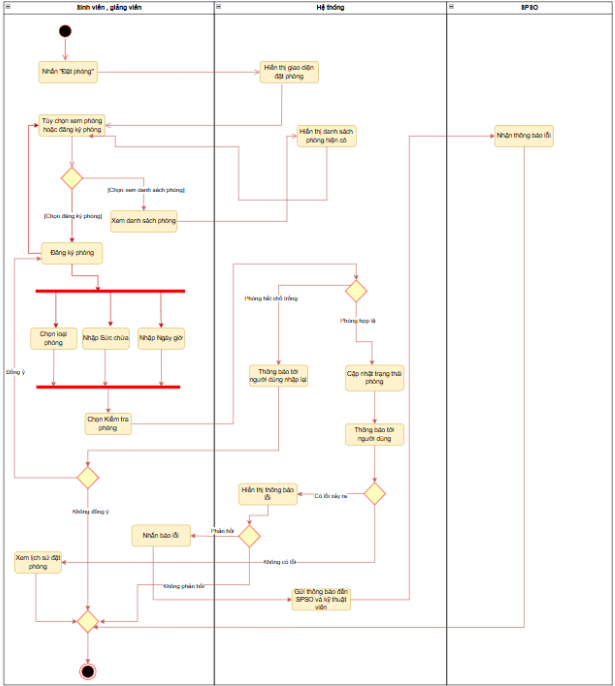 Sinh viên , giảng viên
Hệ thống
SPSO
Nhấn "Đặt phòng"
Hiển thị giao diện
đặt phòng
Tùy chọn xem phòng
hoặc đăng ký phòng
Hiển thị danh sách
phòng hiện có
Nhận thông báo lỗi
[Chọn xem danh sách phòng]
[Chọn đăng ký phòng]
Xem danh sách phòng
Đăng ký phòng
Phòng hết chỗ trống
Phòng hợp lệ
Chọn loại
phòng
Nhập Sức chứa
Nhập Ngày giờ
Đồng ý
Thông báo tới
người dùng nhập lại
Cập nhật trạng thái
phòng
Chọn Kiểm tra
phòng
Thông báo tới
người dùng
Hiển thị thông báo
lỗi
Có lỗi xảy ra
Không đồng ý
Nhấn báo lỗi
Phản hồi
Xem lịch sử đặt
phòng
Không có lỗi
Không phản hồi
Gửi thông báo đến
SPSO và kỹ thuật
viên